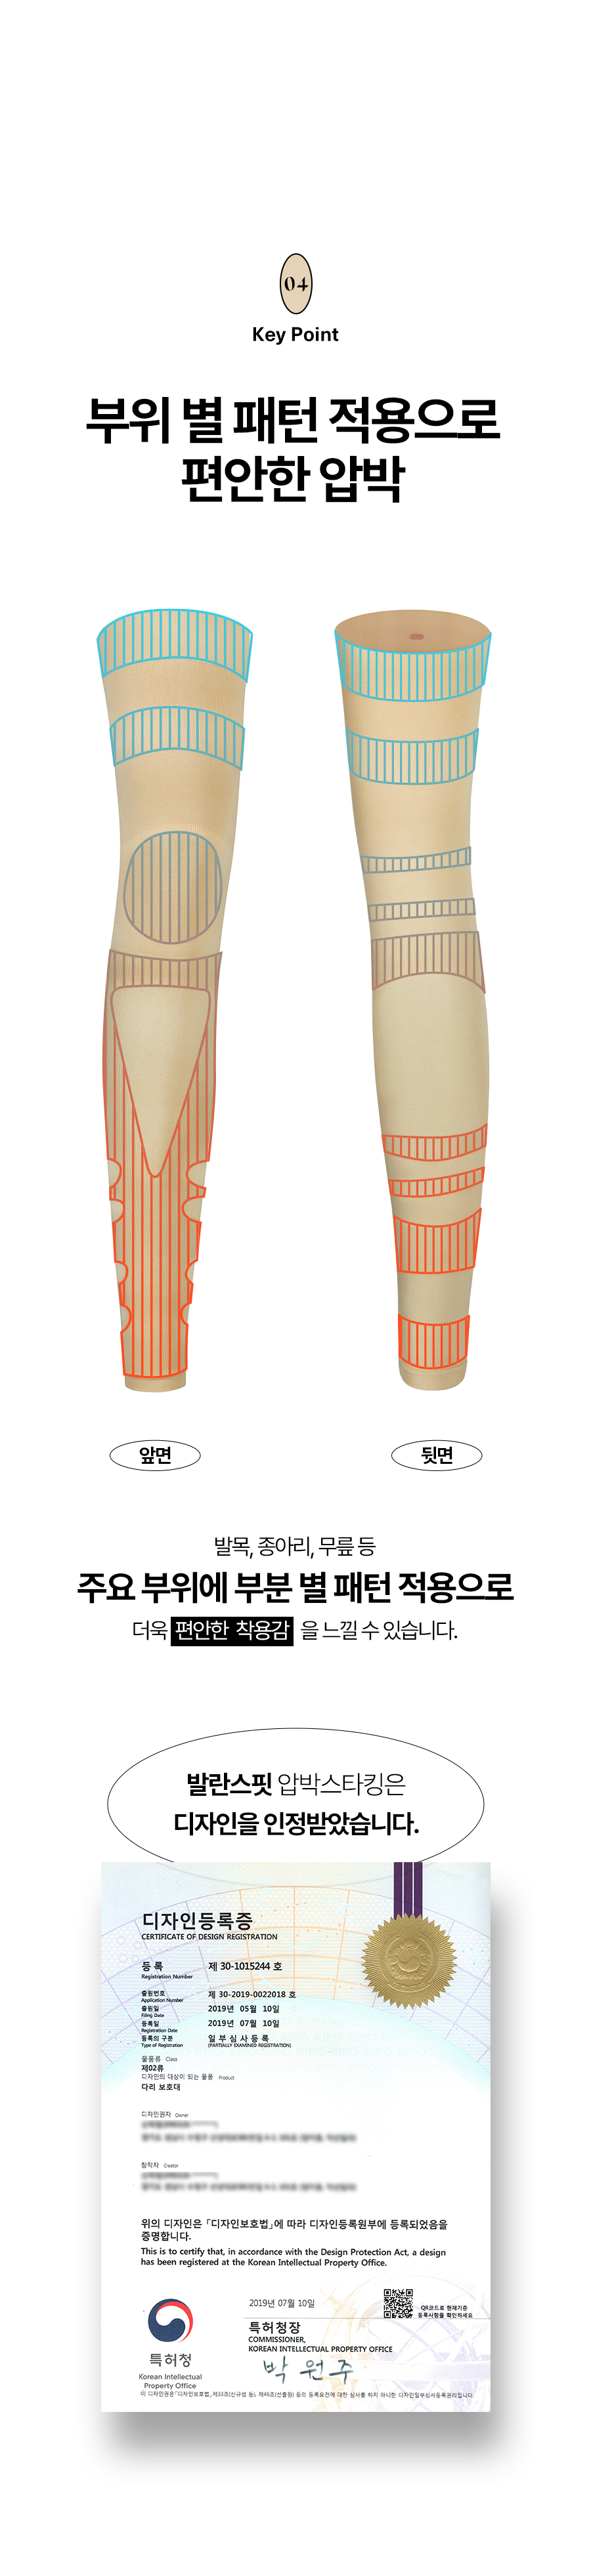 04
Key Point
부위 별 패턴 적용으로
편안한 압박
앞면
뒷면
발목, 종아리, 무릎 등
주요 부위에 부분 별 패턴 적용으로
더욱 편안한 착용감 을 느낄 수 있습니다.
발란스핏 압박스타킹은
디자인을 인정받았습니다.
디자인등록증
CERTIFICATE OF DESIGN REGISTRATION
등 록 제 30-1015244 호
Registration Number
출원번호 제 30-2019-0022018 호
Application Number
출원일 2019년 05월 10일
Filing Date
등록일 2019년 07월 10일
Registration Date
등록의 구분 일 부 심 사 등 록
Type of Registration (PARTIALLY EXAMINED REGISTRATION)
물품류 Class
제02류
디자인의 대상이 되는 물품 Product
다리 보호대
디자인권자 Owner
창작자 Creator
위의 디자인은 「디자인보호법」에 따라 디자인등록원부에 등록되었음을
증명합니다.
This is to certify that, in accordance with the Design Protection Act, a design
has been registered at the Korean Intellectual Property Office.
2019년 07월 10일
QR코드로 현재기준
등록사항을 확인하세요
특허청장
COMMISSIONER,
KOREAN INTELLECTUAL PROPERTY OFFICE
박 원 주
특허청
Korean Intellectual
Property Office
이 디자인권은 「디자인보호법」 제33조(신규성 등), 제46조(선출원) 등의 등록요건에 대한 심사를 하지 아니한 디자인일부심사등록권리입니다.